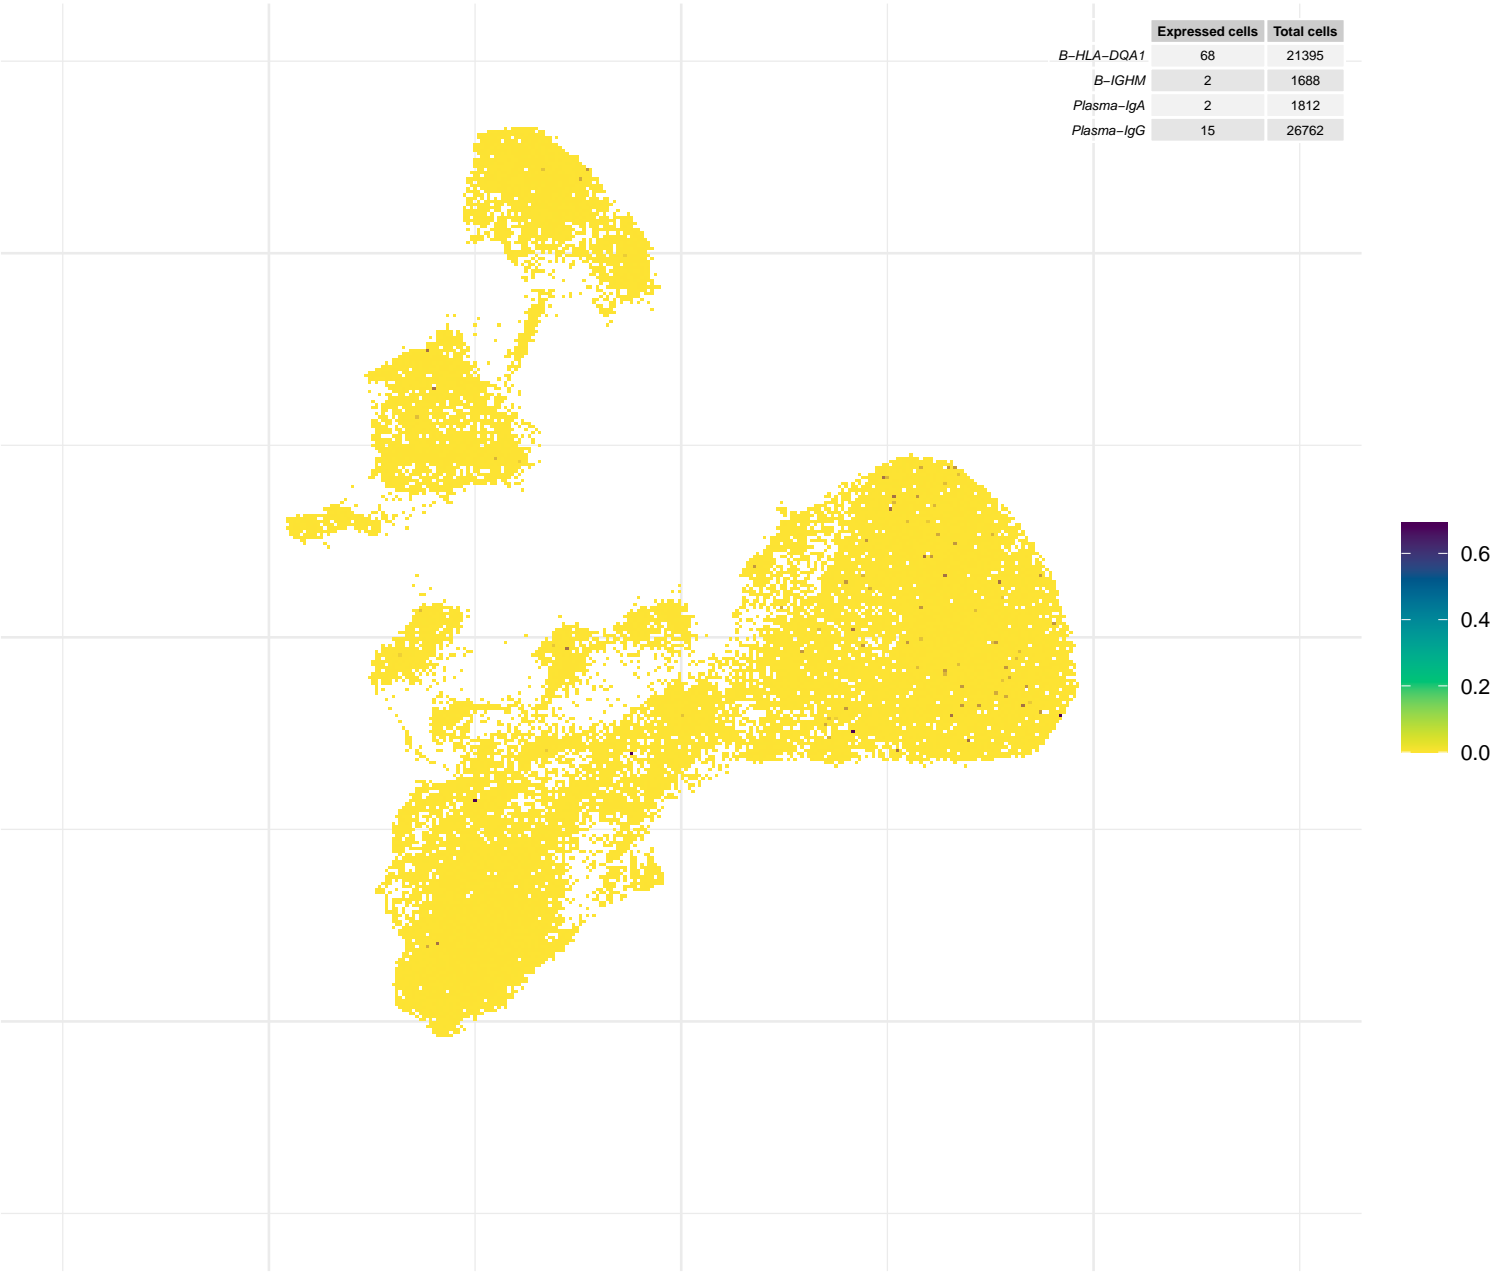 Expressed cells Total cells
B−HLA−DQA1 68 21395
B−IGHM 2 1688
Plasma−IgA 2 1812
Plasma−IgG 15 26762
0.6
0.4
0.2
0.0